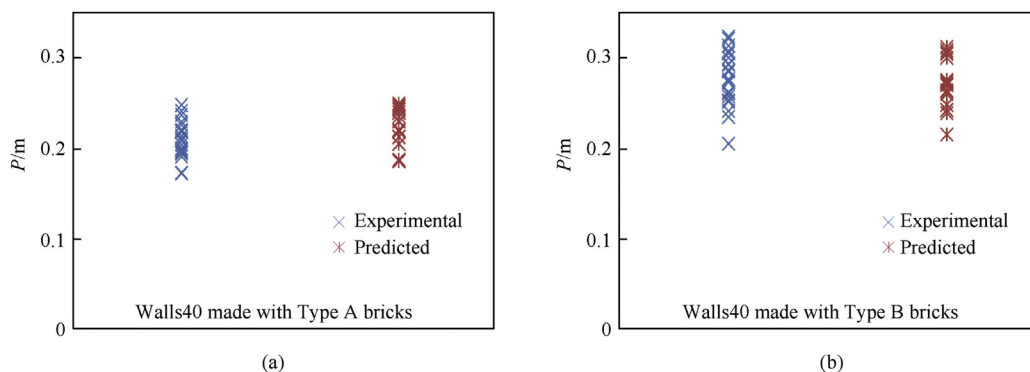 0.3
0.2
0.1
0
P/m
Experimental
Predicted
Walls40 made with Type A bricks
(a)
0.3
0.2
0.1
0
P/m
Experimental
Predicted
Walls40 made with Type B bricks
(b)